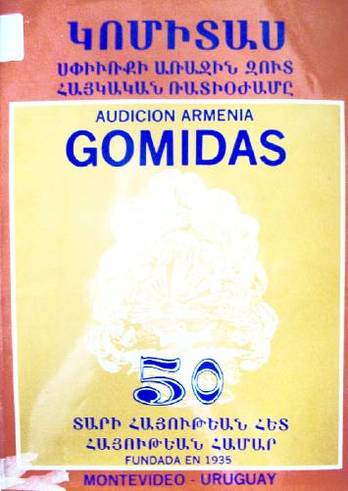 ԿՈՄԻՏԱՍ
ՍՓԻՒՌՔԻ ԱՌԱՋԻՆ ԶՈՒՏ
ՀԱՅԿԱԿԱՆ ՌԱՏԻՕԺԱՄԸ
AUDICION ARMENIA
GOMIDAS
50
ՏԱՐԻ ՀԱՅՈՒԹԵԱՆ ՀԵՏ
ՀԱՅՈՒԹԵԱՆ ՀԱՄԱՐ
FUNDADA EN 1935
MONTEVIDEO - URUGUAY